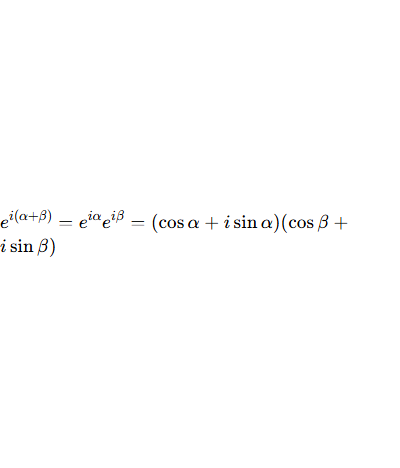 e^{i(α+β)} = e^{iα}e^{iβ} = (cos α + i sin α)(cos β +
i sin β)